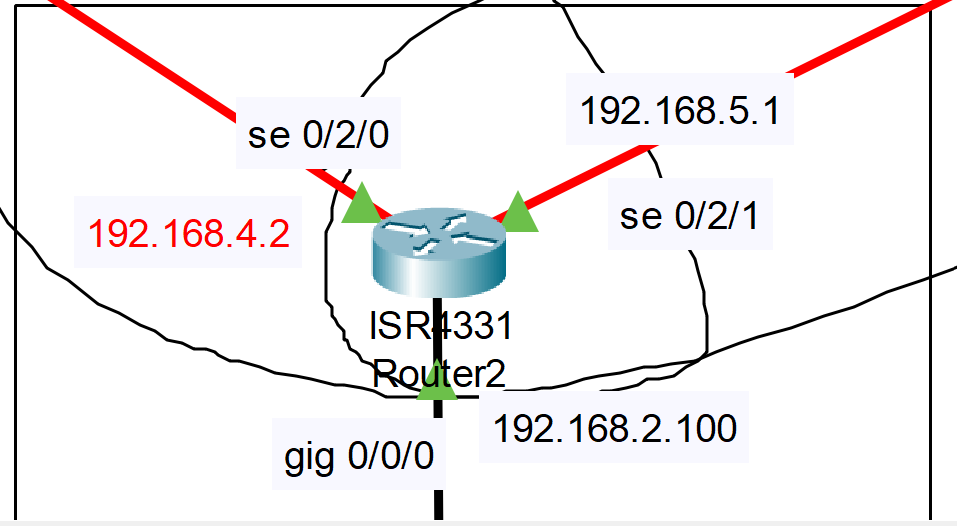 192.168.5.1
se 0/2/0
se 0/2/1
192.168.4.2
ISR4331
Router2
192.168.2.100
gig 0/0/0